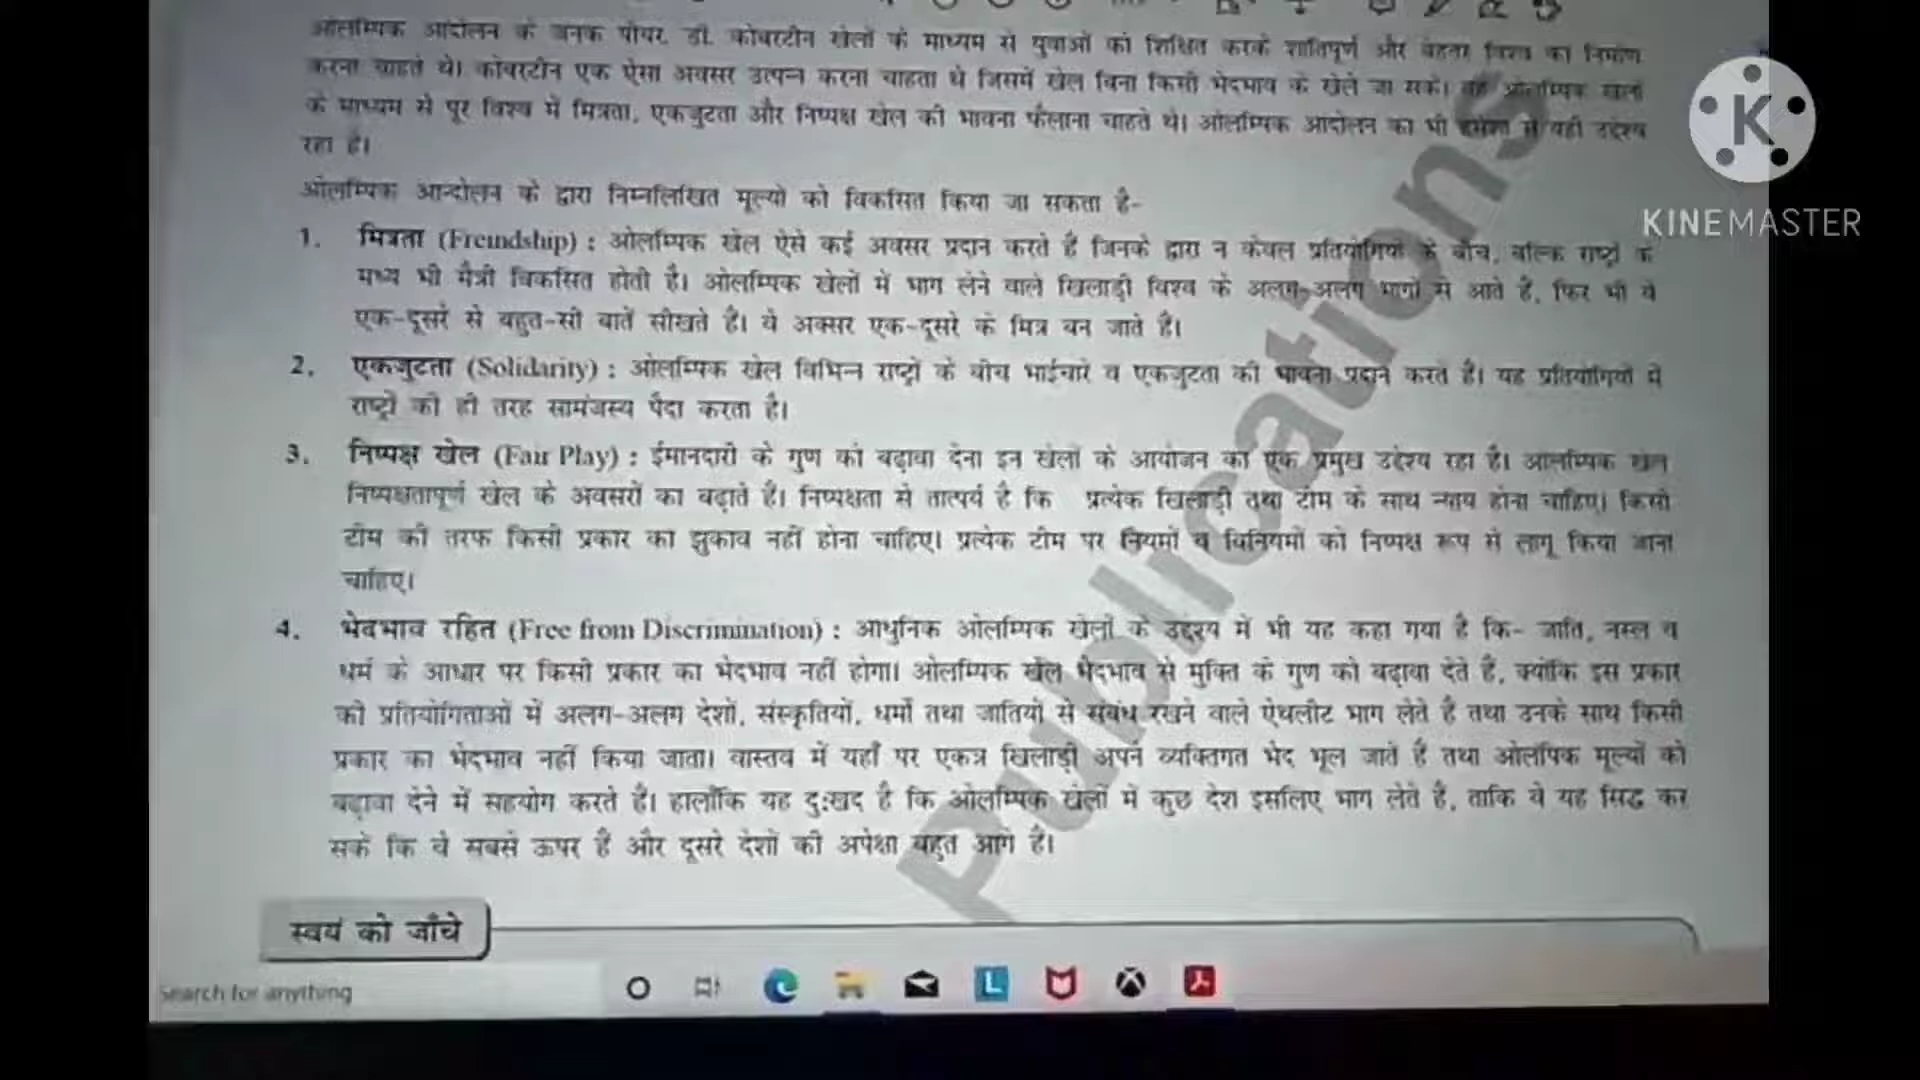 ओलम्पिक आंदोलन के जनक पीयर. डी. कोबरटीन खेलों के माध्यम से युवाओं को शिक्षित करके शांतिपूर्ण और बेहतर विश्व का निर्माण
करना चाहते थे। कोबरटीन एक ऐसा अवसर उत्पन्न करना चाहता थे जिसमें खेल बिना किसी भेदभाव के खेले जा सकें। वह ओलम्पिक खेलों
के माध्यम से पूर विश्व में मित्रता, एकजुटता और निष्पक्ष खेल की भावना फैलाना चाहते थे। ओलम्पिक आंदोलन का भी हमेशा से यही उद्देश्य
रहा है।
ओलम्पिक आन्दोलन के द्वारा निम्नलिखित मूल्यों को विकसित किया जा सकता है-
1. मित्रता (Freindship) : ओलम्पिक खेल ऐसे कई अवसर प्रदान करते हैं जिनके द्वारा न केवल प्रतियोगियों के बीच, बल्कि राष्ट्रों के
मध्य भी मैत्री विकसित होती है। ओलम्पिक खेलों में भाग लेने वाले खिलाड़ी विश्व के अलग-अलग भागों से आते हैं, फिर भी वे
एक-दूसरे से बहुत-सी बातें सीखते हैं। वे अक्सर एक-दूसरे के मित्र बन जाते हैं।
2. एकजुटता (Solidarity) : ओलम्पिक खेल विभिन्न राष्ट्रों के बीच भाईचारे व एकजुटता की भावना प्रदान करते हैं। यह प्रतियोगियों में
राष्ट्रों की ही तरह सामंजस्य पैदा करता है।
3. निष्पक्ष खेल (Fair Play) : ईमानदारी के गुण को बढ़ावा देना इन खेलों के आयोजन का एक प्रमुख उद्देश्य रहा है। ओलम्पिक खेल
निष्पक्षतापूर्ण खेल के अवसरों का बढ़ाते हैं। निष्पक्षता से तात्पर्य है कि प्रत्येक खिलाड़ी तथा टीम के साथ न्याय होना चाहिए। किसी
टीम की तरफ किसी प्रकार का झुकाव नहीं होना चाहिए। प्रत्येक टीम पर नियमों व विनियमों को निष्पक्ष रूप से लागू किया जाना
चाहिए।
4. भेदभाव रहित (Free from Discrimination) : आधुनिक ओलम्पिक खेलों के उद्देश्य में भी यह कहा गया है कि- जाति, नस्ल व
धर्म के आधार पर किसी प्रकार का भेदभाव नहीं होगा। ओलम्पिक खेल भेदभाव से मुक्ति के गुण को बढ़ावा देते हैं, क्योंकि इस प्रकार
की प्रतियोगिताओं में अलग-अलग देशों, संस्कृतियों, धर्मों तथा जातियों से संबंध रखने वाले ऐथलीट भाग लेते हैं तथा उनके साथ किसी
प्रकार का भेदभाव नहीं किया जाता। वास्तव में यहाँ पर एकत्र खिलाड़ी अपने व्यक्तिगत भेद भूल जाते हैं तथा ओलंपिक मूल्यों को
बढ़ावा देने में सहयोग करते हैं। हालाँकि यह दुःखद है कि ओलम्पिक खेलों में कुछ देश इसलिए भाग लेते हैं, ताकि वे यह सिद्ध कर
सकें कि वे सबसे ऊपर हैं और दूसरे देशों की अपेक्षा बहुत आगे हैं।
स्वयं को जाँचे
Search for anything
Publications
K
KINEMASTER